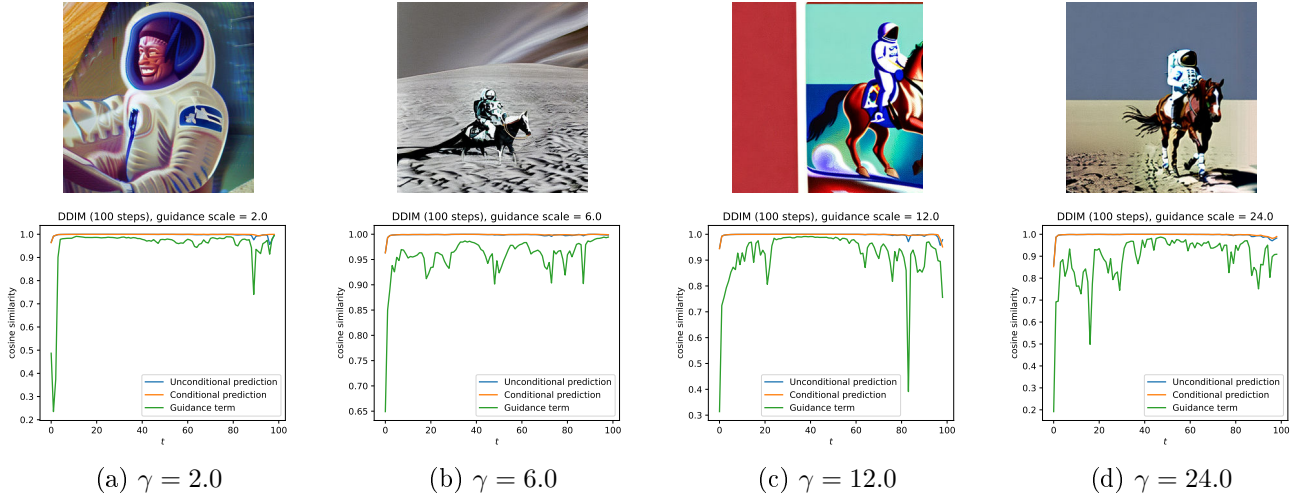 DDIM (100 steps), guidance scale = 2.0
cosine similarity
1.0
0.9
0.8
0.7
0.6
0.5
0.4
0.3
0.2
0 20 40 60 80 100
t
Unconditional prediction
Conditional prediction
Guidance term
(a) γ = 2.0
DDIM (100 steps), guidance scale = 6.0
cosine similarity
1.00
0.95
0.90
0.85
0.80
0.75
0.70
0.65
0 20 40 60 80 100
t
Unconditional prediction
Conditional prediction
Guidance term
(b) γ = 6.0
DDIM (100 steps), guidance scale = 12.0
cosine similarity
1.0
0.9
0.8
0.7
0.6
0.5
0.4
0.3
0 20 40 60 80 100
t
Unconditional prediction
Conditional prediction
Guidance term
(c) γ = 12.0
DDIM (100 steps), guidance scale = 24.0
cosine similarity
1.0
0.9
0.8
0.7
0.6
0.5
0.4
0.3
0.2
0 20 40 60 80 100
t
Unconditional prediction
Conditional prediction
Guidance term
(d) γ = 24.0